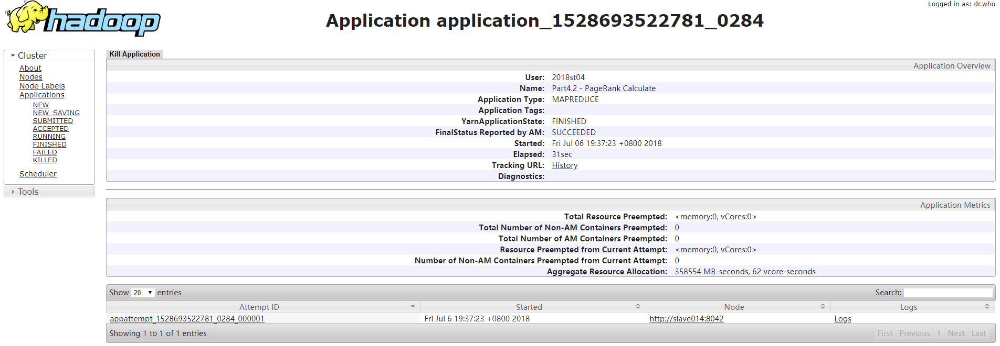 Logged in as: dr.who
hadoop
Application application_1528693522781_0284
Cluster
About
Nodes
Node Labels
Applications
NEW
NEW_SAVING
SUBMITTED
ACCEPTED
RUNNING
FINISHED
FAILED
KILLED
Scheduler
Tools
Kill Application
Application Overview
User: 2018st04
Name: Part4.2 - PageRank Calculate
Application Type: MAPREDUCE
Application Tags:
YarnApplicationState: FINISHED
FinalStatus Reported by AM: SUCCEEDED
Started: Fri Jul 06 19:37:23 +0800 2018
Elapsed: 31sec
Tracking URL: History
Diagnostics:
Application Metrics
Total Resource Preempted: <memory:0, vCores:0>
Total Number of Non-AM Containers Preempted: 0
Total Number of AM Containers Preempted: 0
Resource Preempted from Current Attempt: <memory:0, vCores:0>
Number of Non-AM Containers Preempted from Current Attempt: 0
Aggregate Resource Allocation: 358554 MB-seconds, 62 vcore-seconds
Show 20 entries Search:
Attempt ID Started Node Logs
appattempt_1528693522781_0284_000001 Fri Jul 6 19:37:23 +0800 2018 http://slave014:8042 Logs
Showing 1 to 1 of 1 entries First Previous 1 Next Last